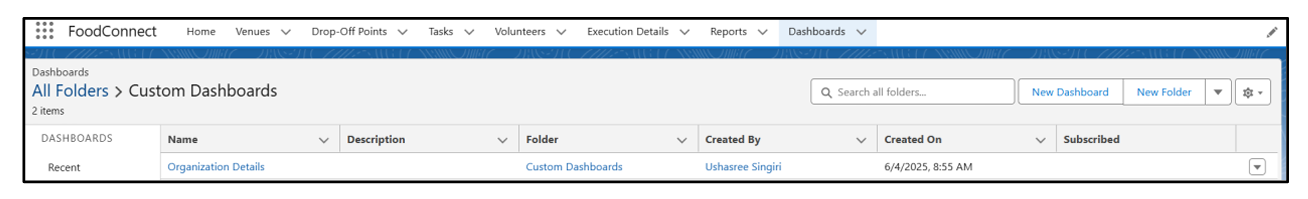 FoodConnect Home Venues Drop-Off Points Tasks Volunteers Execution Details Reports Dashboards
Dashboards
All Folders > Custom Dashboards
2 items
Search all folders...
New Dashboard New Folder
DASHBOARDS Name Description Folder Created By Created On Subscribed
Recent Organization Details Custom Dashboards Ushasree Singiri 6/4/2025, 8:55 AM